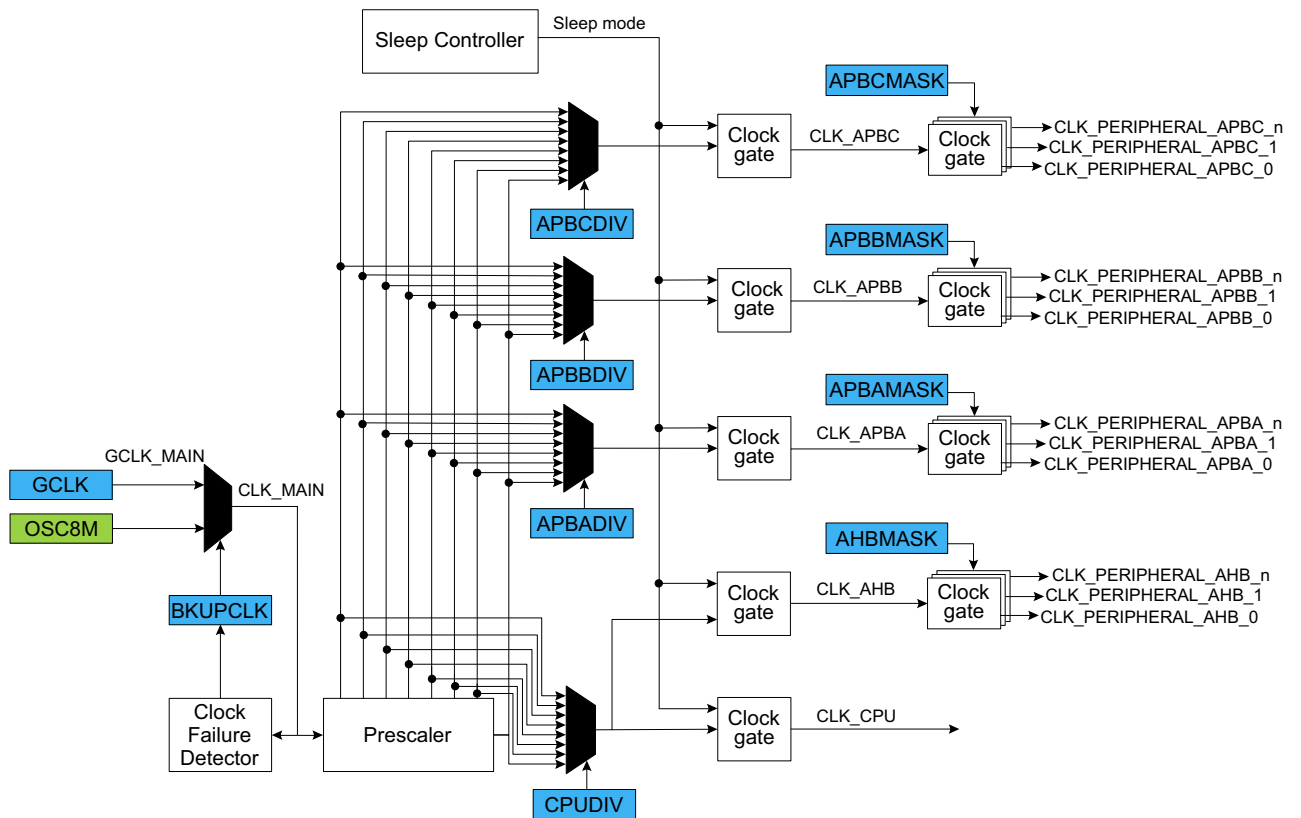 Sleep mode
Sleep Controller
APBCMASK
Clock
gate
CLK_APBC
Clock
gate
CLK_PERIPHERAL_APBC_n
CLK_PERIPHERAL_APBC_1
CLK_PERIPHERAL_APBC_0
APBCDIV
APBBMASK
Clock
gate
CLK_APBB
Clock
gate
CLK_PERIPHERAL_APBB_n
CLK_PERIPHERAL_APBB_1
CLK_PERIPHERAL_APBB_0
APBBDIV
APBAMASK
Clock
gate
CLK_APBA
Clock
gate
CLK_PERIPHERAL_APBA_n
CLK_PERIPHERAL_APBA_1
CLK_PERIPHERAL_APBA_0
GCLK_MAIN
GCLK
CLK_MAIN
OSC8M
APBADIV
AHBMASK
Clock
gate
CLK_AHB
Clock
gate
CLK_PERIPHERAL_AHB_n
CLK_PERIPHERAL_AHB_1
CLK_PERIPHERAL_AHB_0
BKUPCLK
Clock
Failure
Detector
Prescaler
Clock
gate
CLK_CPU
CPUDIV